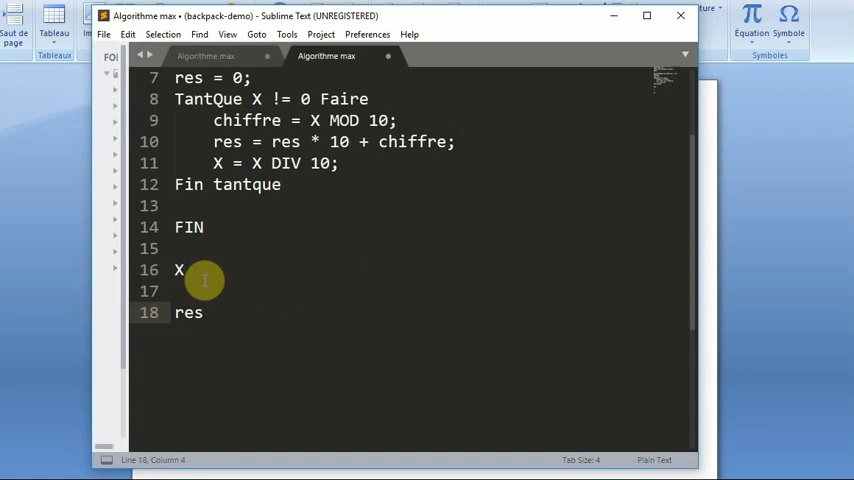 Algorithme max • (backpack-demo) - Sublime Text (UNREGISTERED)
File Edit Selection Find View Goto Tools Project Preferences Help
FOL
Algorithme max
Algorithme max
7 res = 0;
8 TantQue X != 0 Faire
9 chiffre = X MOD 10;
10 res = res * 10 + chiffre;
11 X = X DIV 10;
12 Fin tantque
13
14 FIN
15
16 X
17
18 res
Line 18, Column 4
Tab Size: 4
Plain Text
Saut de
page
Tableau
Tableaux
Équation
Symbole
Symboles